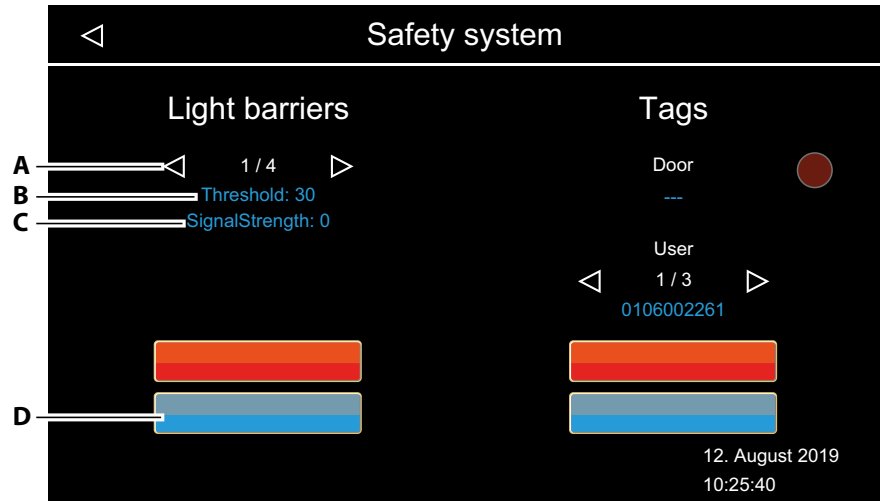 Safety system
Light barriers
A
1 / 4
B
Threshold: 30
C
SignalStrength: 0
D
Tags
Door
---
User
1 / 3
0106002261
12. August 2019
10:25:40